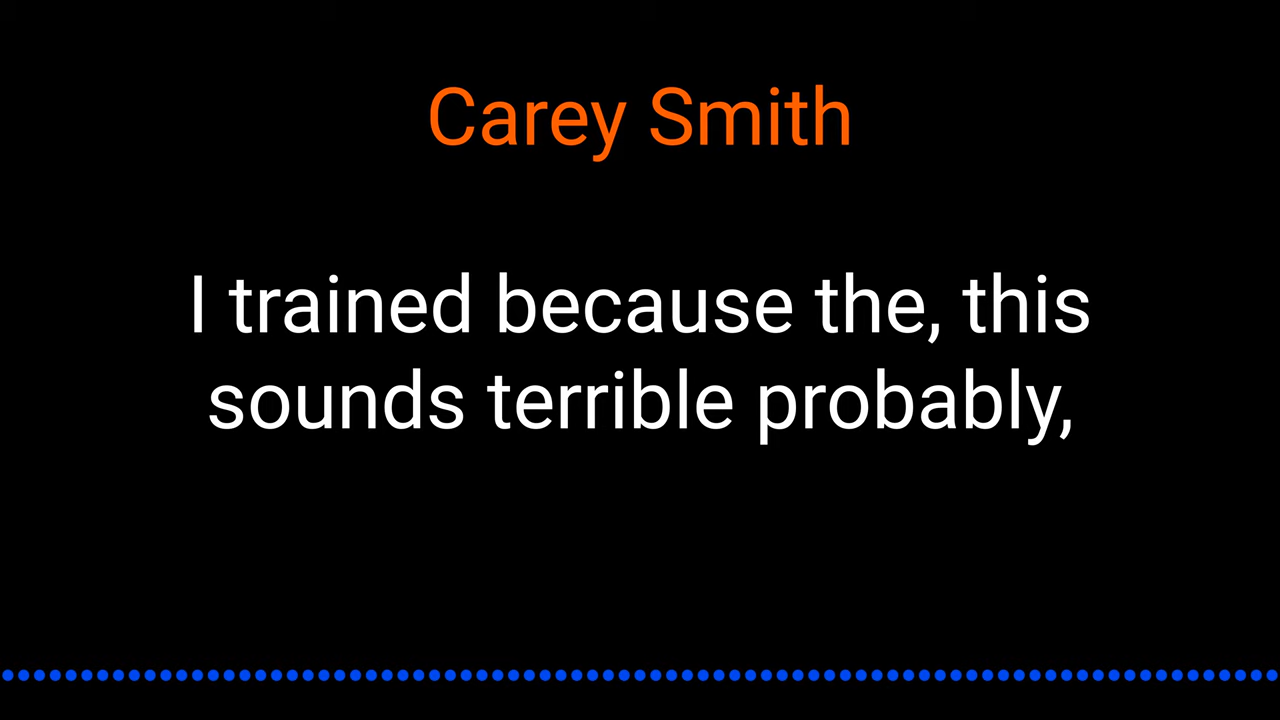 Carey Smith
I trained because the, this
sounds terrible probably,